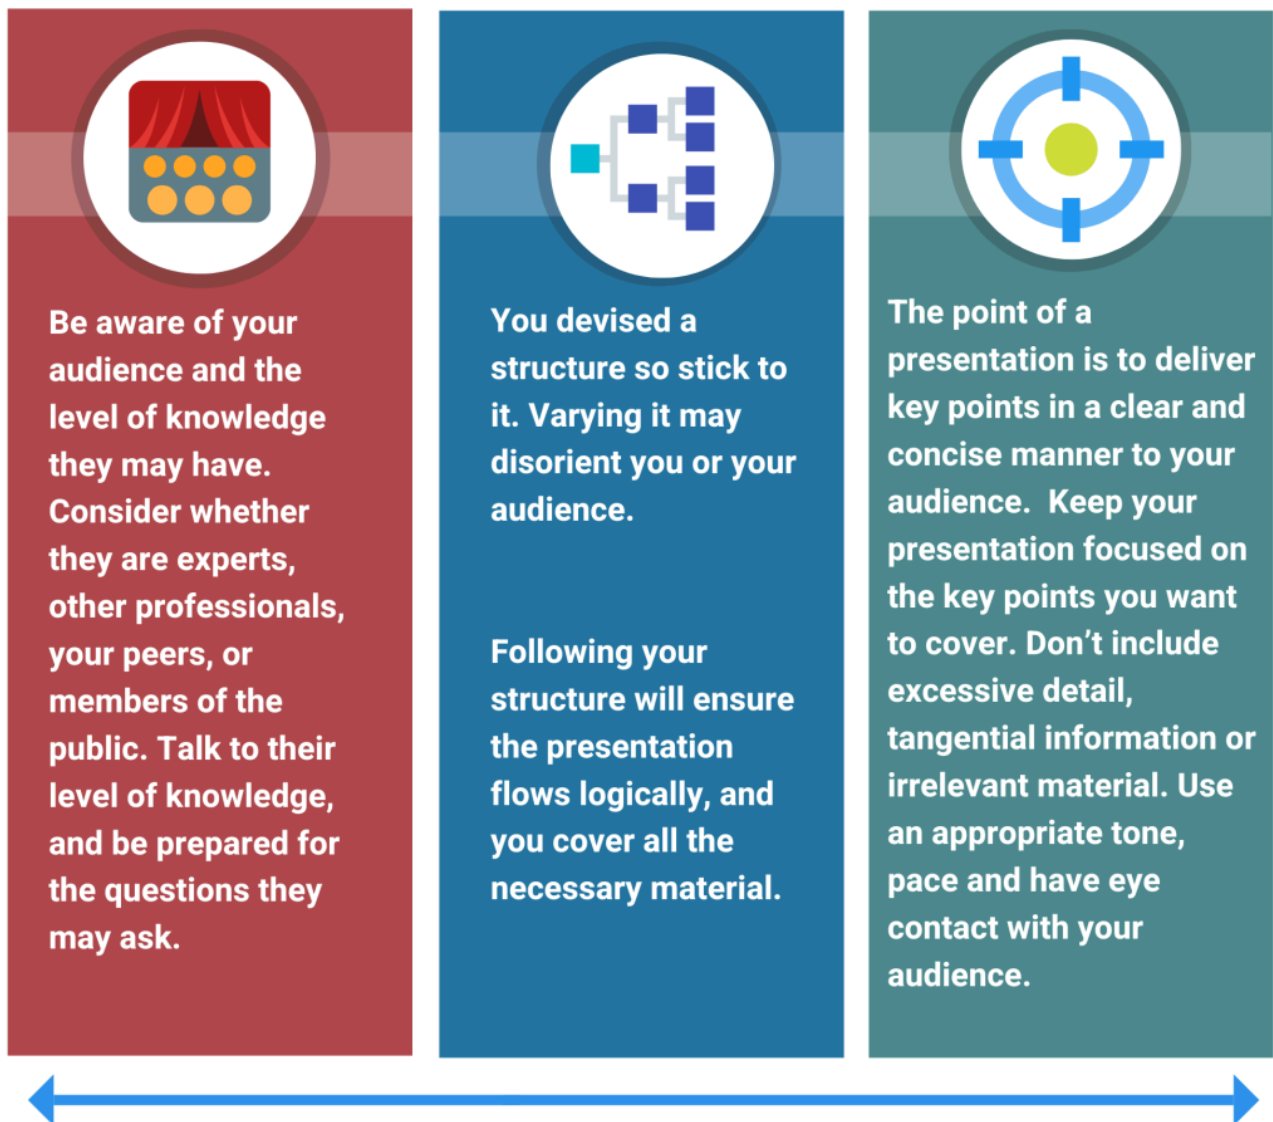 Be aware of your
audience and the
level of knowledge
they may have.
Consider whether
they are experts,
other professionals,
your peers, or
members of the
public. Talk to their
level of knowledge,
and be prepared for
the questions they
may ask.
You devised a
structure so stick to
it. Varying it may
disorient you or your
audience.
Following your
structure will ensure
the presentation
flows logically, and
you cover all the
necessary material.
The point of a
presentation is to deliver
key points in a clear and
concise manner to your
audience.  Keep your
presentation focused on
the key points you want
to cover. Don’t include
excessive detail,
tangential information or
irrelevant material. Use
an appropriate tone,
pace and have eye
contact with your
audience.